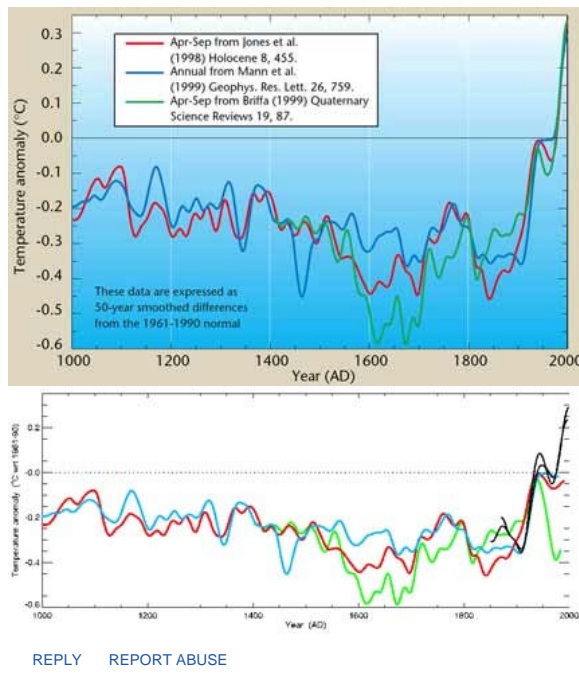 0.3
0.2
0.1
0.0
-0.1
-0.2
-0.3
-0.4
-0.5
-0.6
Temperature anomaly (°C)
Apr-Sep from Jones et al.
(1998) Holocene 8, 455.
Annual from Mann et al.
(1999) Geophys. Res. Lett. 26, 759.
Apr-Sep from Briffa (1999) Quaternary
Science Reviews 19, 87.
These data are expressed as
50-year smoothed differences
from the 1961-1990 normal
1000 1200 1400 1600 1800 2000
Year (AD)
0.2
-0.0
-0.2
-0.4
-0.6
Temperature anomaly (°C wrt 1961-90)
1000 1200 1400 1600 1800 2000
Year (AD)
REPLY REPORT ABUSE